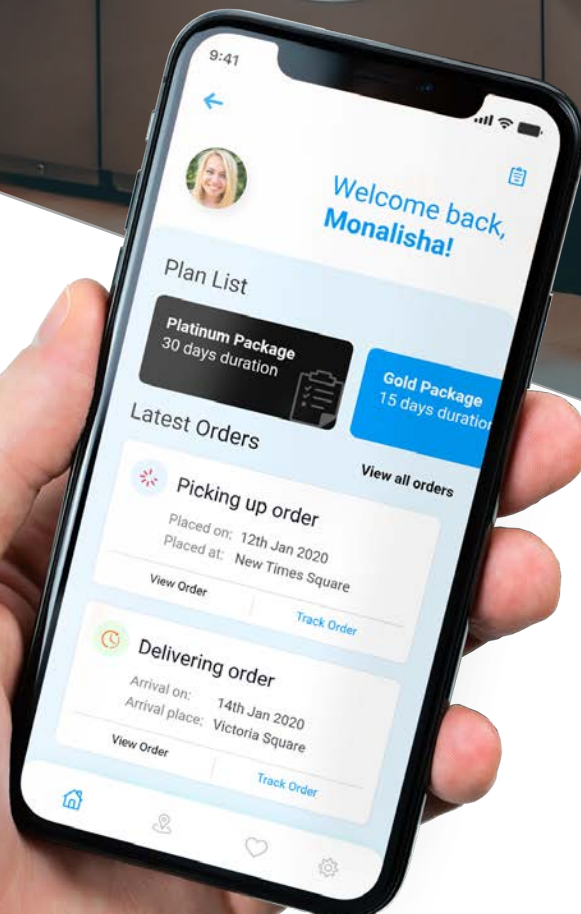 9:41
Welcome back,
Monalisha!
Plan List
Platinum Package
30 days duration
Gold Package
15 days duration
Latest Orders
View all orders
Picking up order
Placed on: 12th Jan 2020
Placed at: New Times Square
View Order
Track Order
Delivering order
Arrival on: 14th Jan 2020
Arrival place: Victoria Square
View Order
Track Order